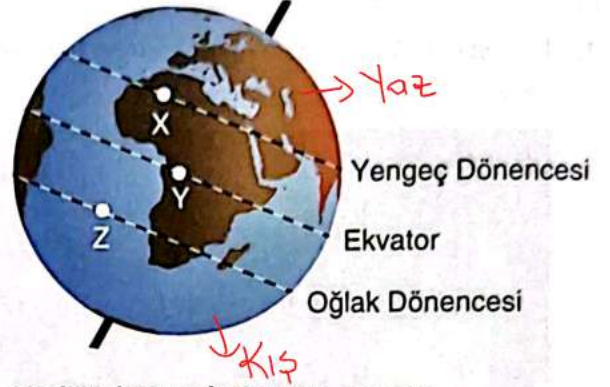 Yaz
X
Yengeç Dönencesi
Y
Ekvator
Z
Oğlak Dönencesi
Kış